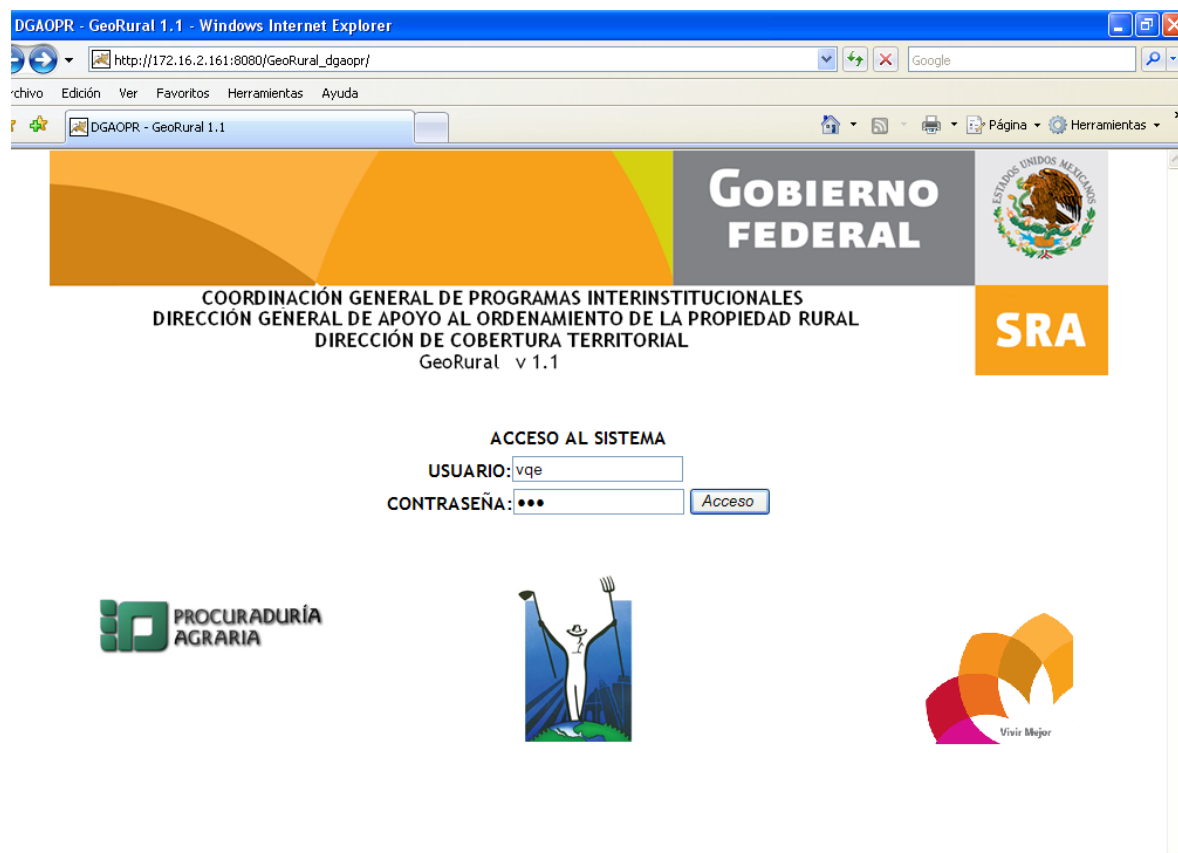 DGAOPR - GeoRural 1.1 - Windows Internet Explorer
http://172.16.2.161:8080/GeoRural_dgaopr/
Google
rchivo Edición Ver Favoritos Herramientas Ayuda
DGAOPR - GeoRural 1.1
Página
Herramientas
GOBIERNO
FEDERAL
ESTADOS UNIDOS MEXICANOS
COORDINACIÓN GENERAL DE PROGRAMAS INTERINSTITUCIONALES
DIRECCIÓN GENERAL DE APOYO AL ORDENAMIENTO DE LA PROPIEDAD RURAL
DIRECCIÓN DE COBERTURA TERRITORIAL
GeoRural v 1.1
SRA
ACCESO AL SISTEMA
USUARIO: vqe
CONTRASEÑA: ••• Acceso
PROCURADURÍA
AGRARIA
Vivir Mejor